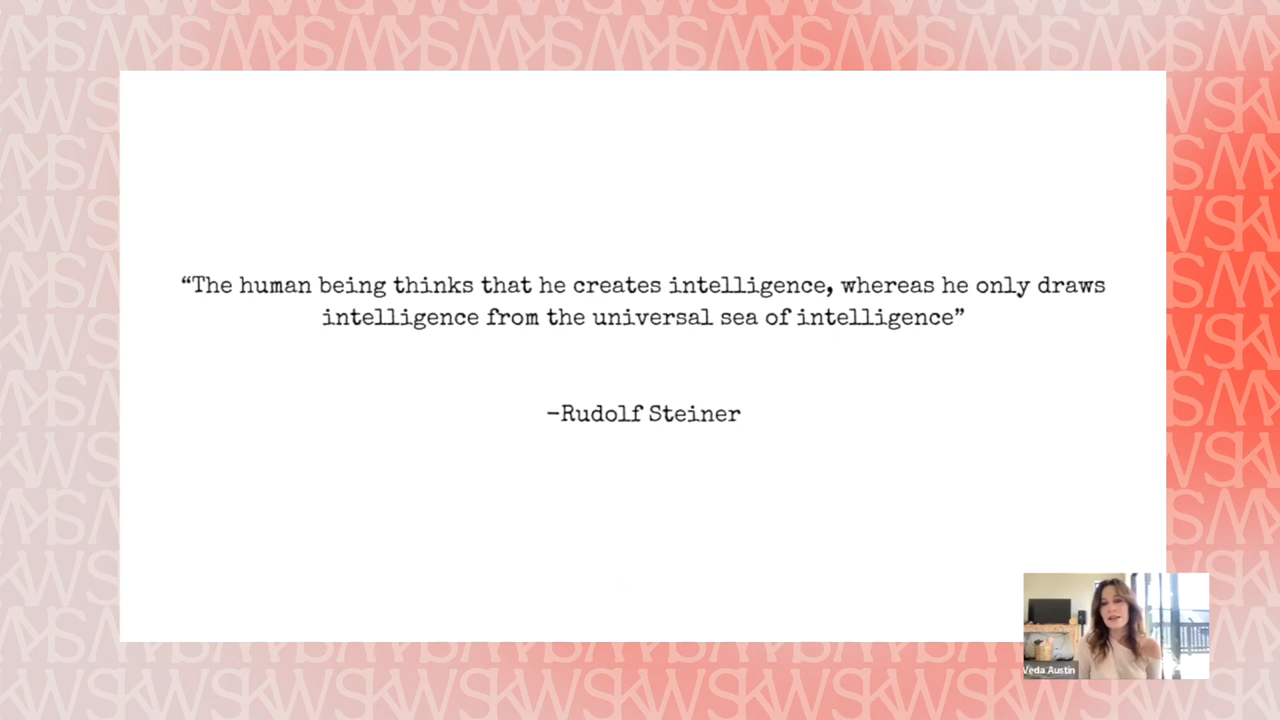 “The human being thinks that he creates intelligence, whereas he only draws
intelligence from the universal sea of intelligence”
–Rudolf Steiner
Veda Austin